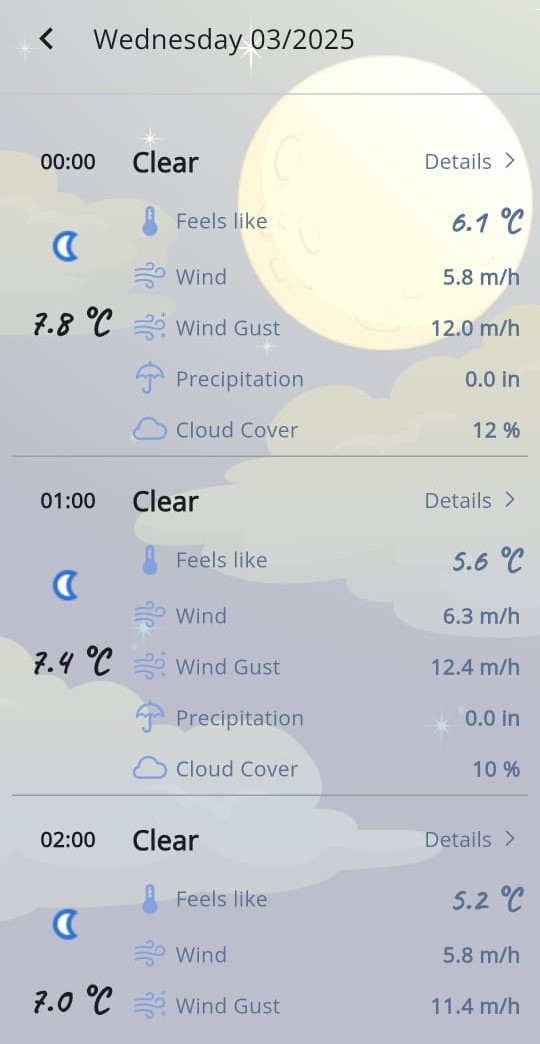 Wednesday 03/2025
00:00 Clear Details
Feels like 6.1 °C
Wind 5.8 m/h
7.8 °C Wind Gust 12.0 m/h
Precipitation 0.0 in
Cloud Cover 12 %
01:00 Clear Details
Feels like 5.6 °C
Wind 6.3 m/h
7.4 °C Wind Gust 12.4 m/h
Precipitation 0.0 in
Cloud Cover 10 %
02:00 Clear Details
Feels like 5.2 °C
Wind 5.8 m/h
7.0 °C Wind Gust 11.4 m/h